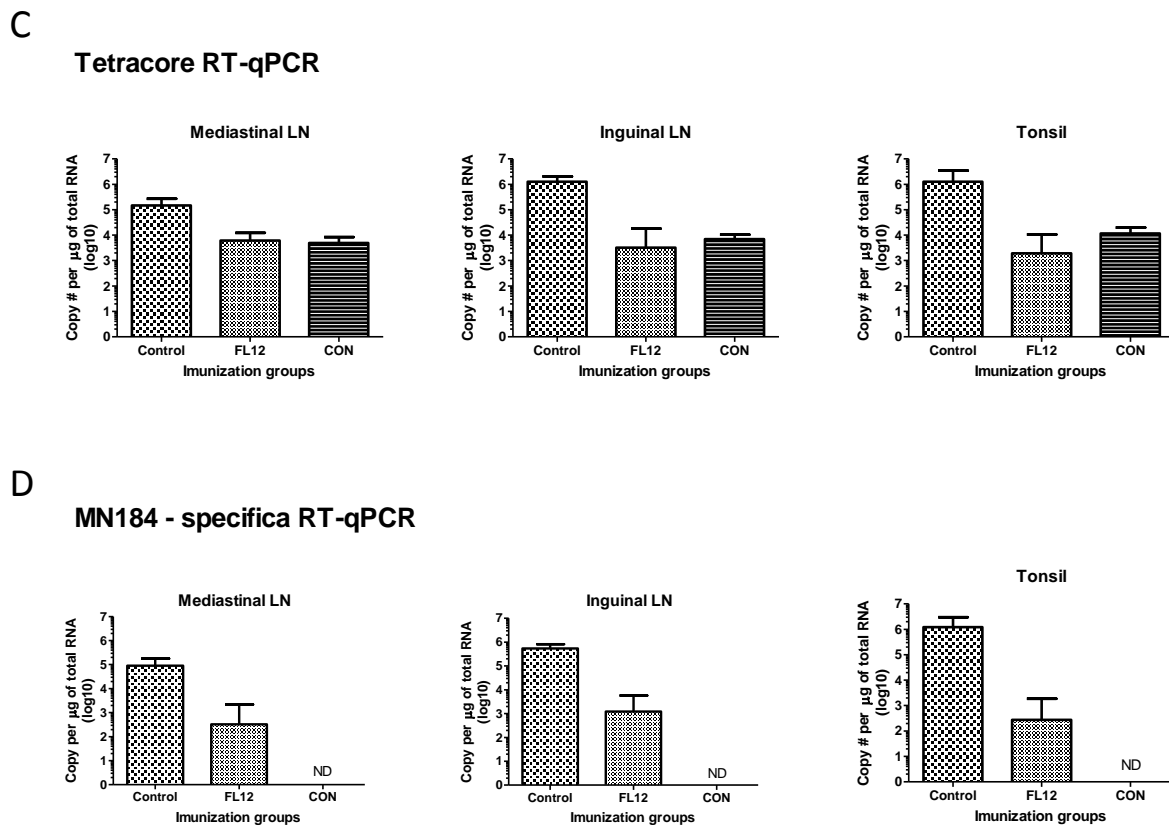 C
Tetracore RT-qPCR
Mediastinal LN
Copy # per µg of total RNA
(log10)
7
6
5
4
3
2
1
0
Control FL12 CON
Imunization groups
Inguinal LN
Copy # per µg of total RNA
(log10)
7
6
5
4
3
2
1
0
Control FL12 CON
Imunization groups
Tonsil
Copy # per µg of total RNA
(log10)
7
6
5
4
3
2
1
0
Control FL12 CON
Imunization groups
D
MN184 - specifica RT-qPCR
Mediastinal LN
Copy per µg of total RNA
(log10)
7
6
5
4
3
2
1
0
ND
Control FL12 CON
Imunization groups
Inguinal LN
Copy per µg of total RNA
(log10)
7
6
5
4
3
2
1
0
ND
Control FL12 CON
Imunization groups
Tonsil
Copy # per µg of total RNA
(log10)
7
6
5
4
3
2
1
0
ND
Control FL12 CON
Imunization groups